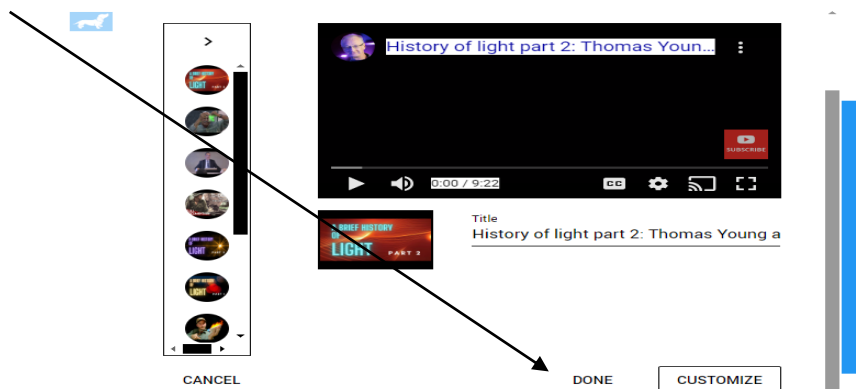 >
History of light part 2: Thomas Youn...
SUBSCRIBE
0:00 / 9:22
CC
A BRIEF HISTORY
OF
LIGHT PART 2
Title
History of light part 2: Thomas Young a
CANCEL
DONE
CUSTOMIZE